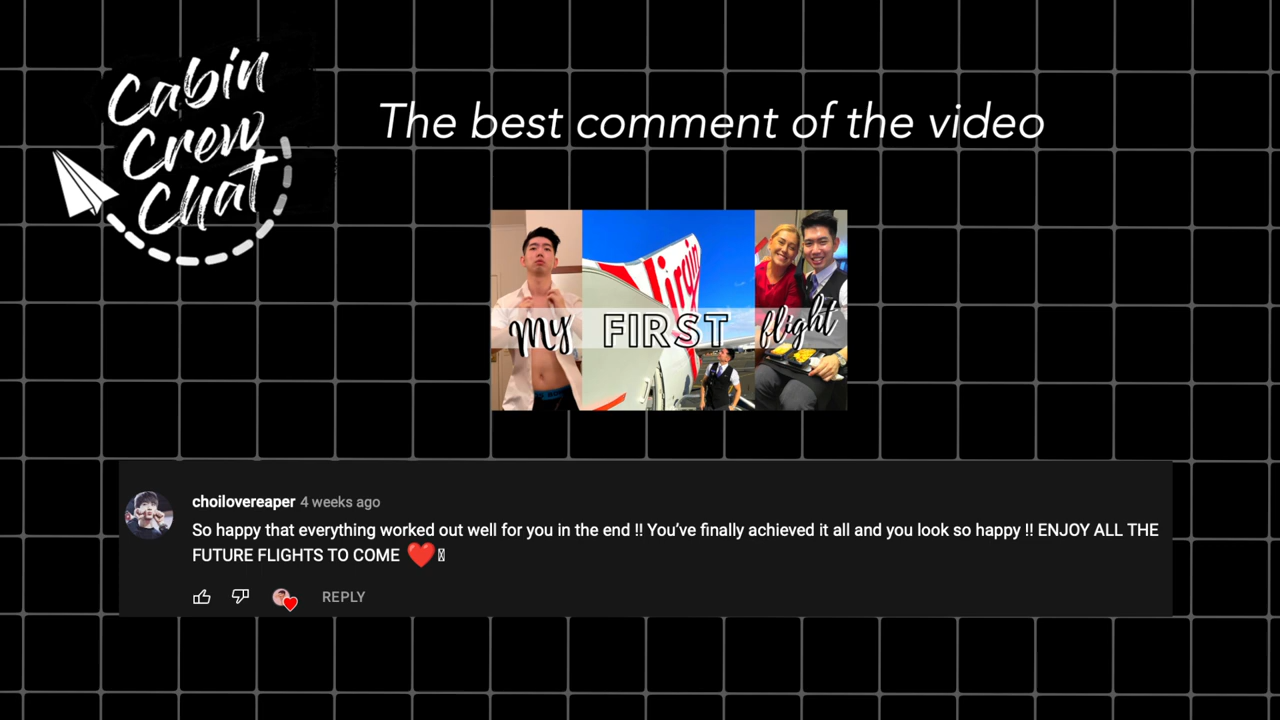 Cabin
Crew
Chat
The best comment of the video
Virgin
My FIRST flight
choilovereaper 4 weeks ago
So happy that everything worked out well for you in the end !! You’ve finally achieved it all and you look so happy !! ENJOY ALL THE
FUTURE FLIGHTS TO COME ❤️
REPLY